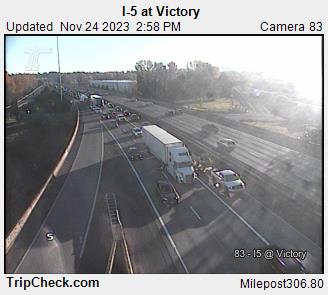 I-5 at Victory
Updated Nov 24 2023 2:58 PM Camera 83
5
83 - I5 @ Victory
TripCheck.com Milepost306.80